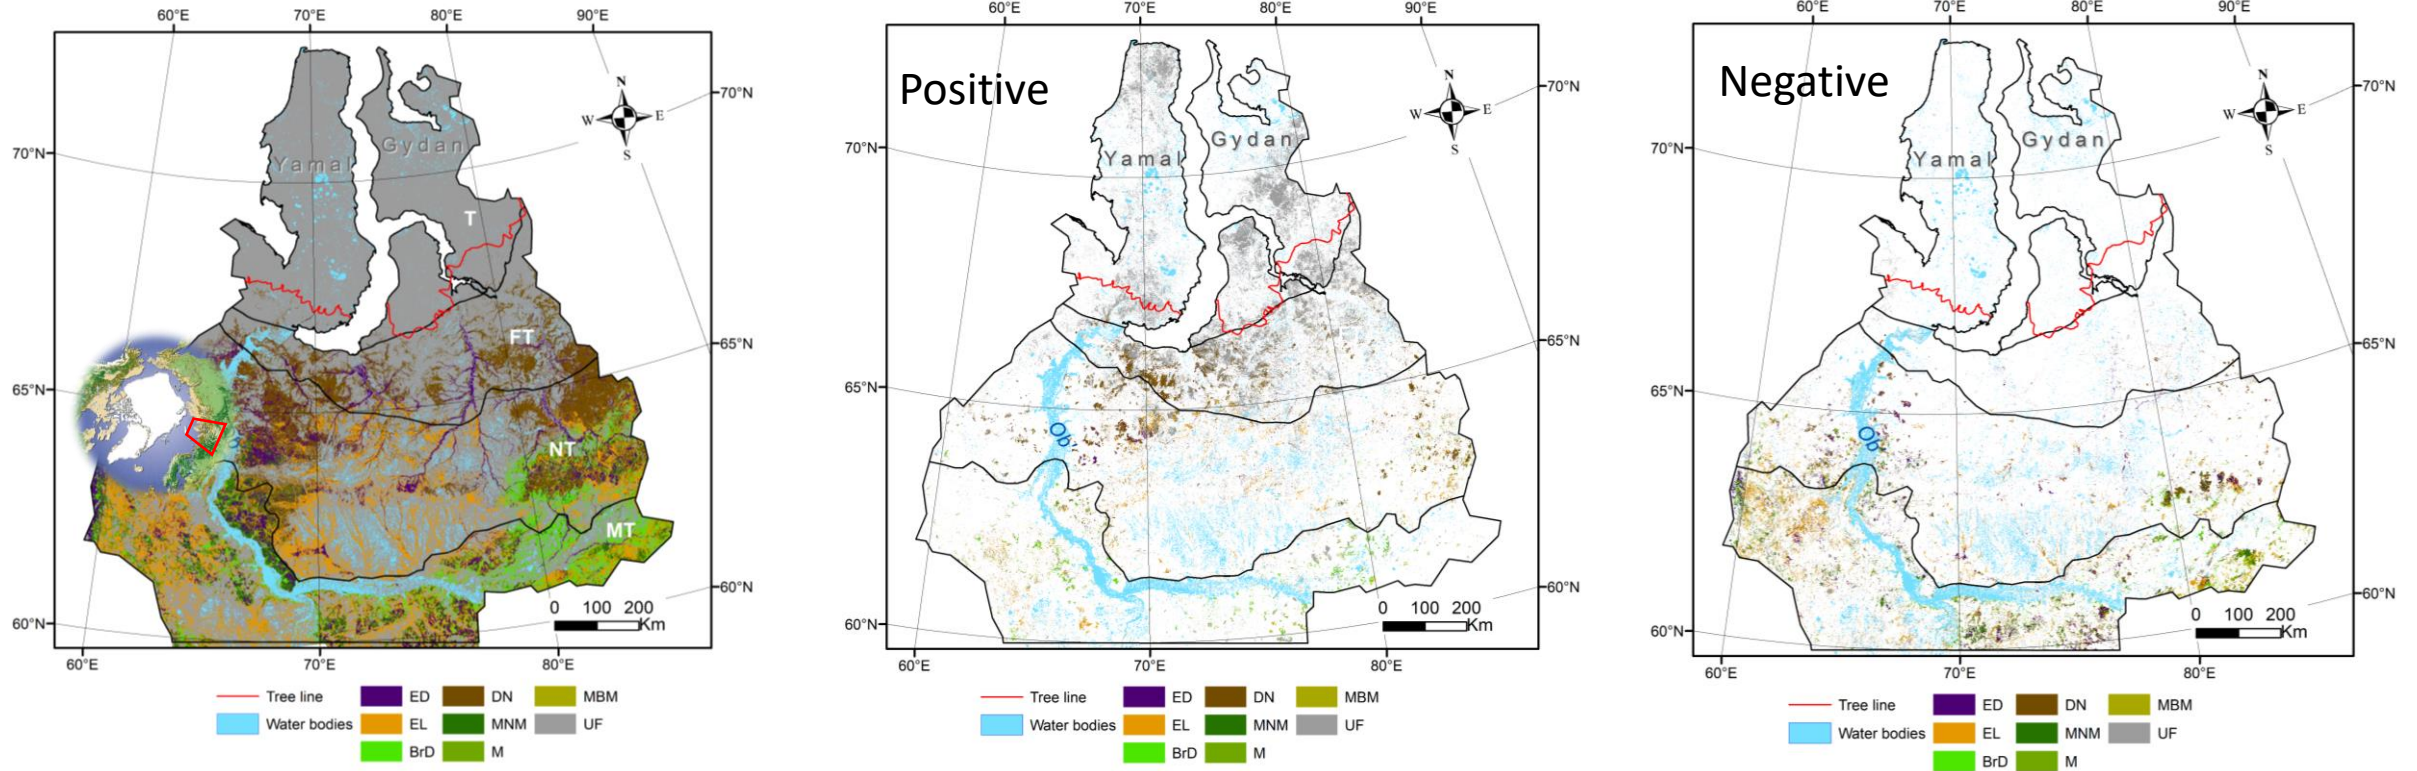 60°E 70°E 80°E 90°E
N
W E
S
70°N
70°N
Yamal
Gydan
T
FT
65°N
65°N
NT
MT
60°N
60°N
0 100 200
Km
60°E 70°E 80°E
Tree line
Water bodies
ED
EL
BrD
DN
MNM
M
MBM
UF
60°E 70°E 80°E 90°E
Positive
N
W E
S
70°N
70°N
Yamal
Gydan
65°N
65°N
Ob
60°N
60°N
0 100 200
Km
60°E 70°E 80°E
Tree line
Water bodies
ED
EL
BrD
DN
MNM
M
MBM
UF
60°E 70°E 80°E 90°E
Negative
N
W E
S
70°N
70°N
Yamal
Gydan
65°N
65°N
Ob
60°N
60°N
0 100 200
Km
60°E 70°E 80°E
Tree line
Water bodies
ED
EL
BrD
DN
MNM
M
MBM
UF